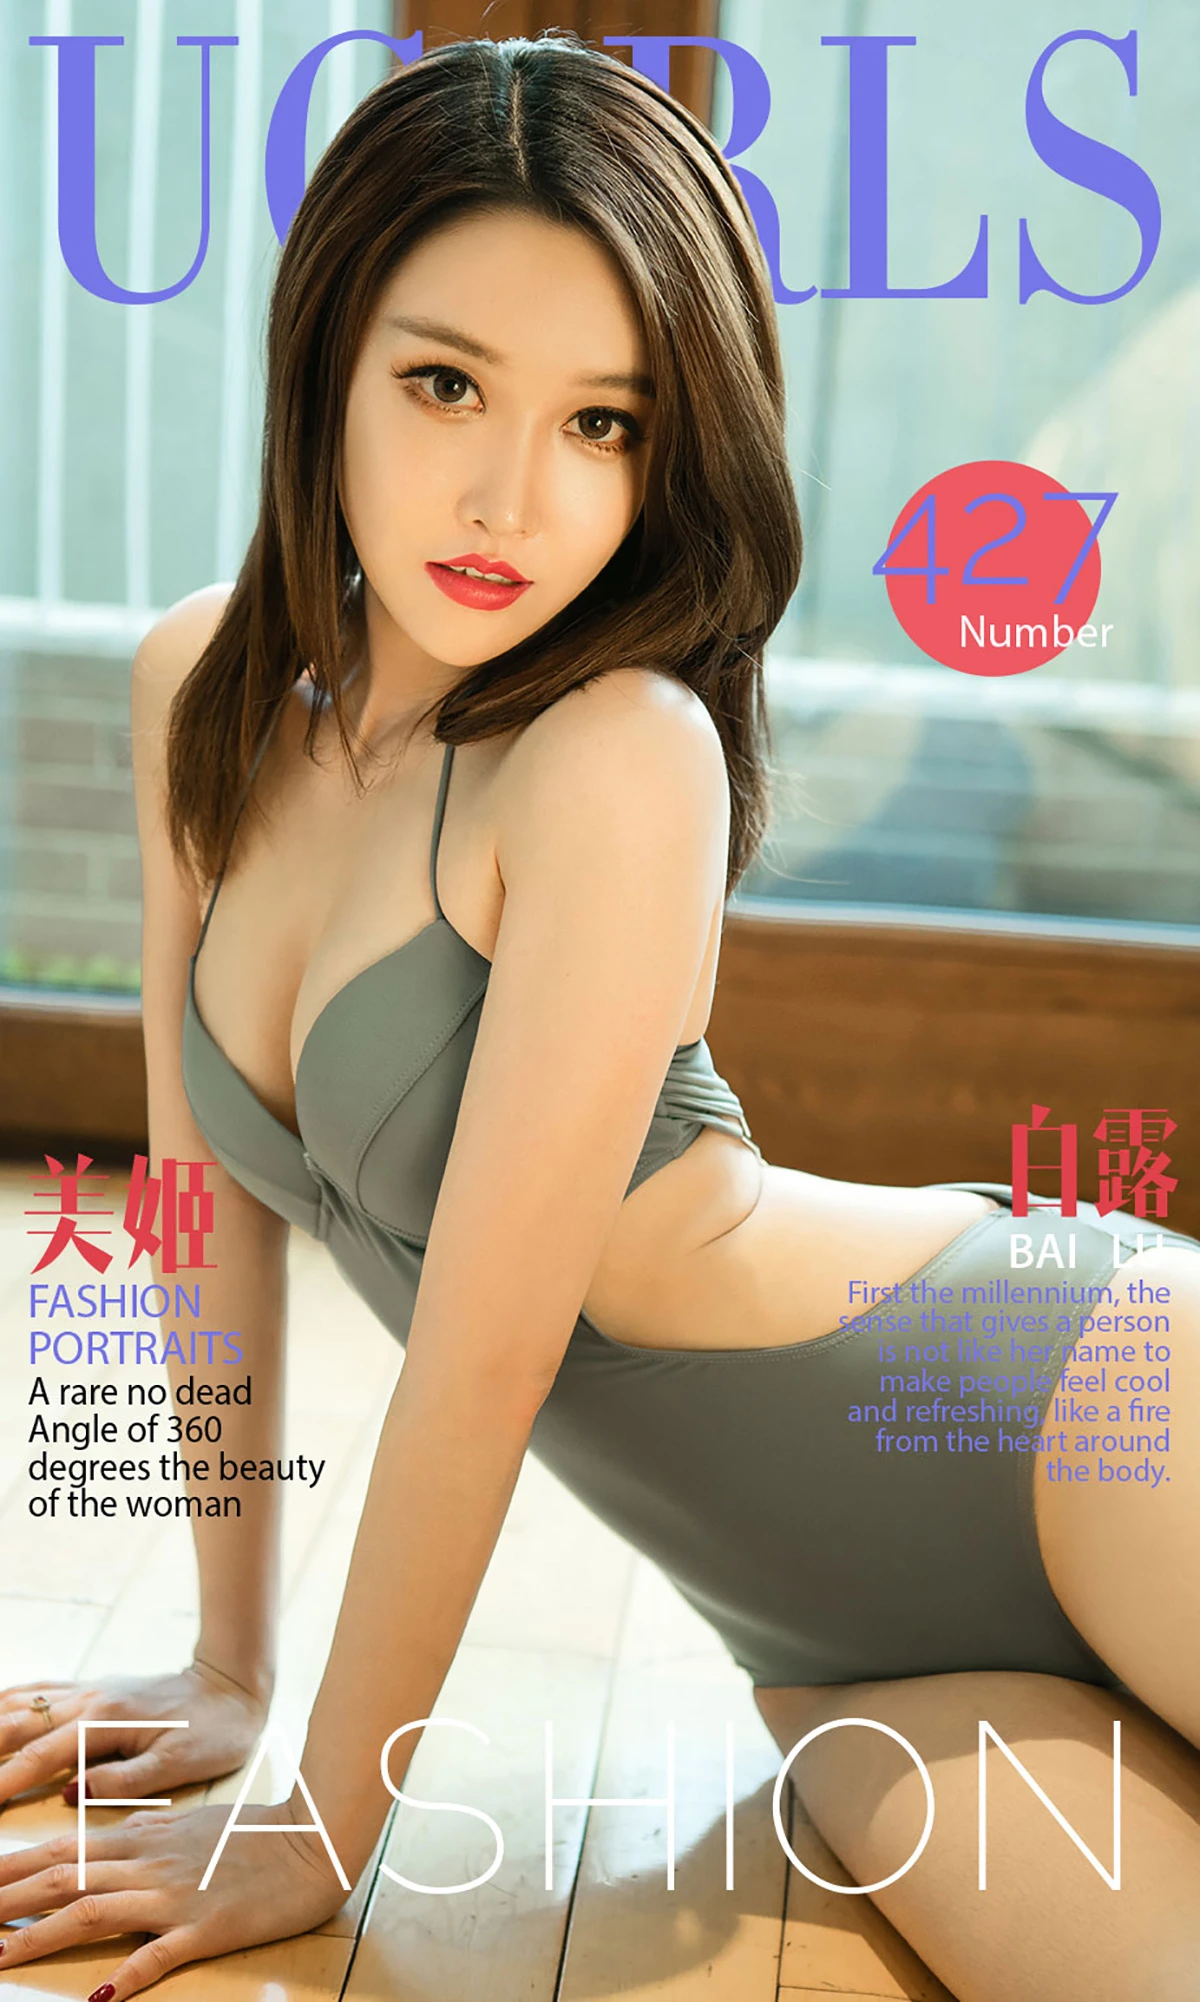 UGIRLS
427
Number
美姬
FASHION
PORTRAITS
A rare no dead
Angle of 360
degrees the beauty
of the woman
白露
BAI LU
First the millennium, the
sense that gives a person
is not like her name to
make people feel cool
and refreshing, like a fire
from the heart around
the body.
FASHION